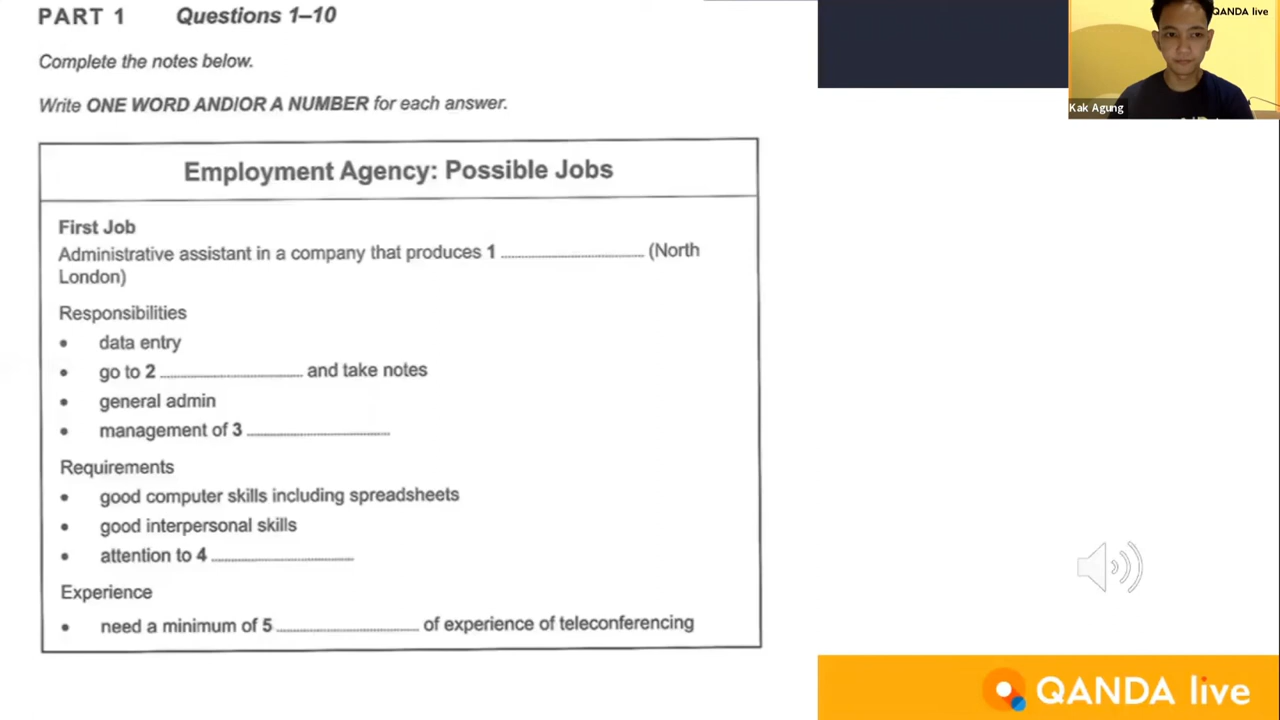 PART 1 Questions 1–10
Complete the notes below.
Write ONE WORD AND/OR A NUMBER for each answer.
Employment Agency: Possible Jobs
First Job
Administrative assistant in a company that produces 1 ........................ (North
London)
Responsibilities
• data entry
• go to 2 ........................ and take notes
• general admin
• management of 3 ........................
Requirements
• good computer skills including spreadsheets
• good interpersonal skills
• attention to 4 ........................
Experience
• need a minimum of 5 ........................ of experience of teleconferencing
QANDA live
Kak Agung
QANDA live